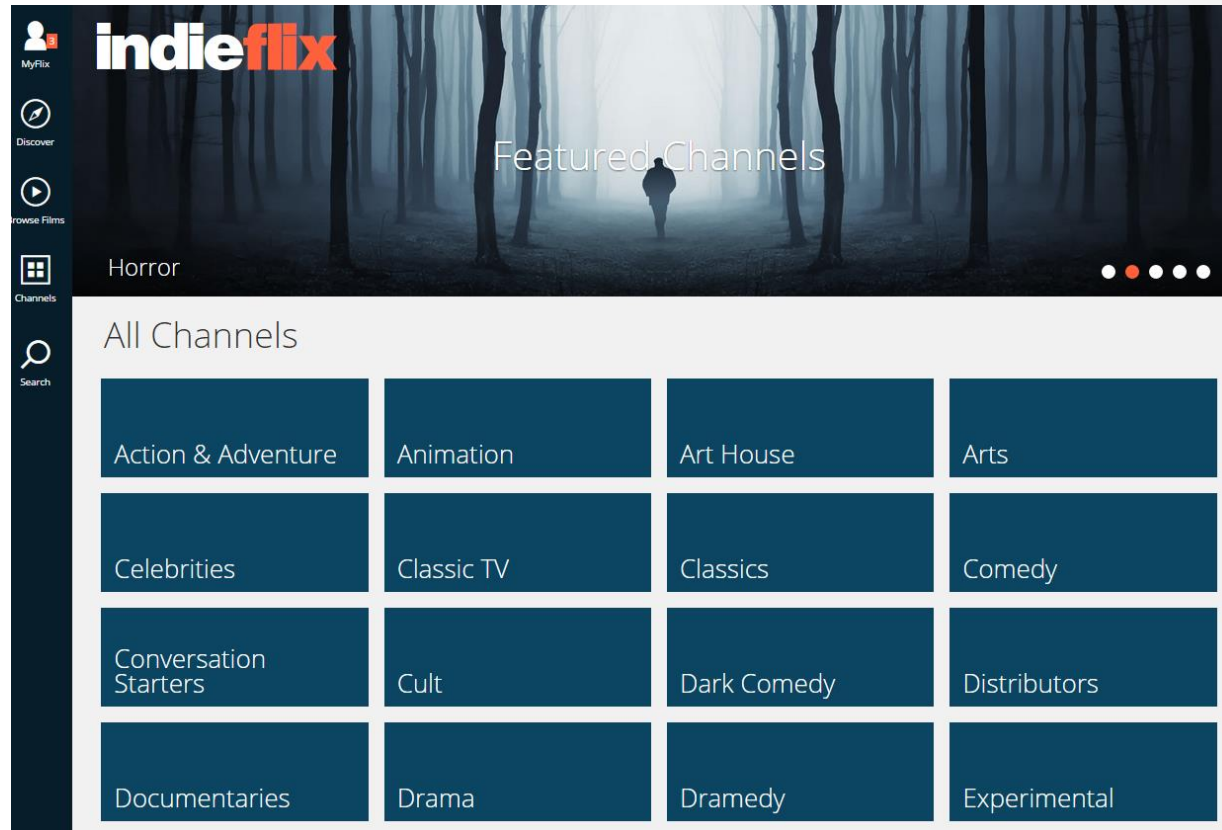 3
MyFlix
Discover
rowse Films
Channels
Search
indieflix
Featured Channels
Horror
All Channels
Action & Adventure
Animation
Art House
Arts
Celebrities
Classic TV
Classics
Comedy
Conversation
Starters
Cult
Dark Comedy
Distributors
Documentaries
Drama
Dramedy
Experimental